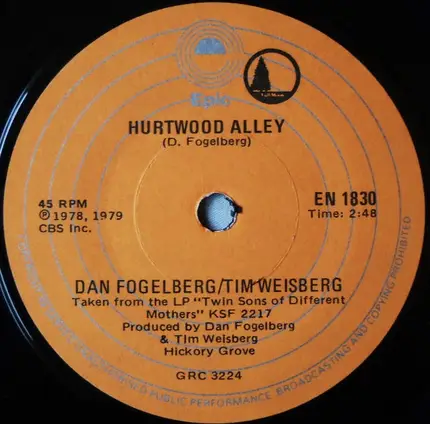 Epic
HURTWOOD ALLEY
(D. Fogelberg)
45 RPM
℗ 1978, 1979
CBS Inc.
EN 1830
Time: 2:48
DAN FOGELBERG/TIM WEISBERG
Taken from the LP "Twin Sons of Different
Mothers" KSF 2217
Produced by Dan Fogelberg
& Tim Weisberg
Hickory Grove
GRC 3224
PUBLIC PERFORMANCE, BROADCASTING AND COPYING PROHIBITED